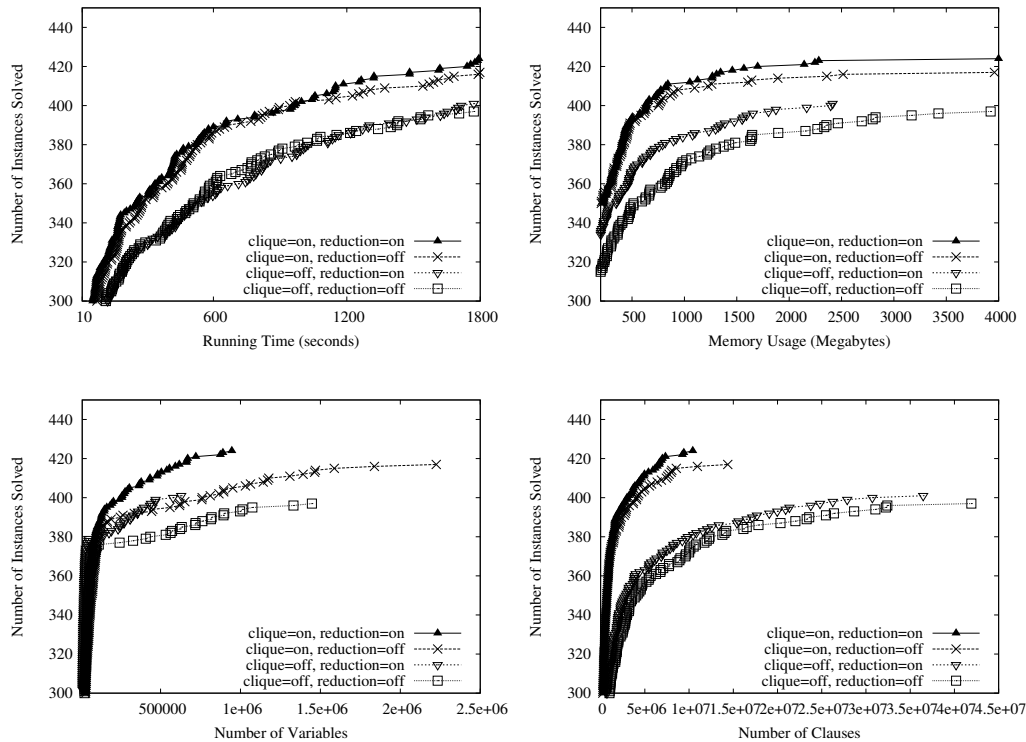 440
420
400
380
360
340
320
300
10 600 1200 1800
Number of Instances Solved
Running Time (seconds)
clique=on, reduction=on
clique=on, reduction=off
clique=off, reduction=on
clique=off, reduction=off
440
420
400
380
360
340
320
300
500 1000 1500 2000 2500 3000 3500 4000
Number of Instances Solved
Memory Usage (Megabytes)
clique=on, reduction=on
clique=on, reduction=off
clique=off, reduction=on
clique=off, reduction=off
440
420
400
380
360
340
320
300
500000 1e+06 1.5e+06 2e+06 2.5e+06
Number of Instances Solved
Number of Variables
clique=on, reduction=on
clique=on, reduction=off
clique=off, reduction=on
clique=off, reduction=off
440
420
400
380
360
340
320
300
0 5e+06 1e+071.5e+072e+072.5e+073e+073.5e+074e+074.5e+07
Number of Instances Solved
Number of Clauses
clique=on, reduction=on
clique=on, reduction=off
clique=off, reduction=on
clique=off, reduction=off